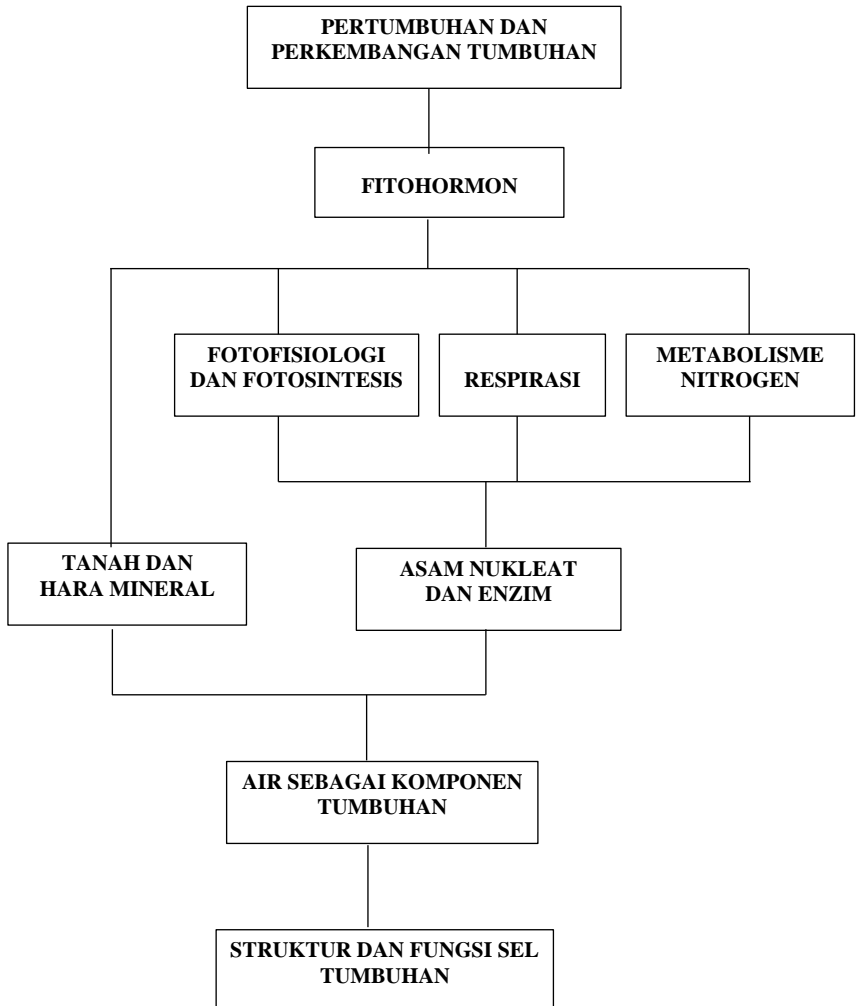 PERTUMBUHAN DAN
PERKEMBANGAN TUMBUHAN
FITOHORMON
FOTOFISIOLOGI
DAN FOTOSINTESIS
RESPIRASI
METABOLISME
NITROGEN
TANAH DAN
HARA MINERAL
ASAM NUKLEAT
DAN ENZIM
AIR SEBAGAI KOMPONEN
TUMBUHAN
STRUKTUR DAN FUNGSI SEL
TUMBUHAN